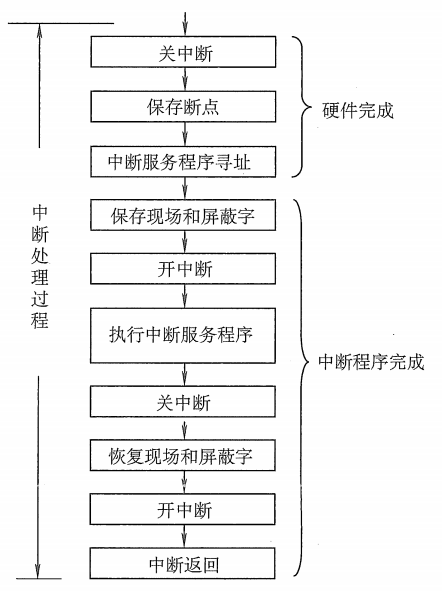 关中断
保存断点
硬件完成
中断服务程序寻址
保存现场和屏蔽字
开中断
执行中断服务程序
中断处理过程
中断程序完成
关中断
恢复现场和屏蔽字
开中断
中断返回